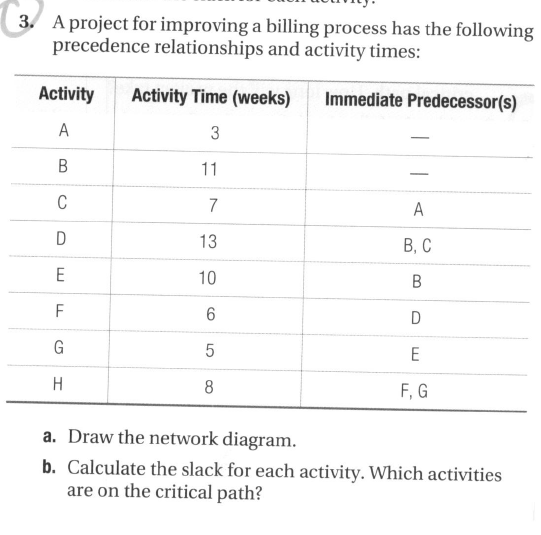 3. A project for improving a billing process has the following
precedence relationships and activity times:
Activity Activity Time (weeks) Immediate Predecessor(s)
A 3 —
B 11 —
C 7 A
D 13 B, C
E 10 B
F 6 D
G 5 E
H 8 F, G
a. Draw the network diagram.
b. Calculate the slack for each activity. Which activities
are on the critical path?